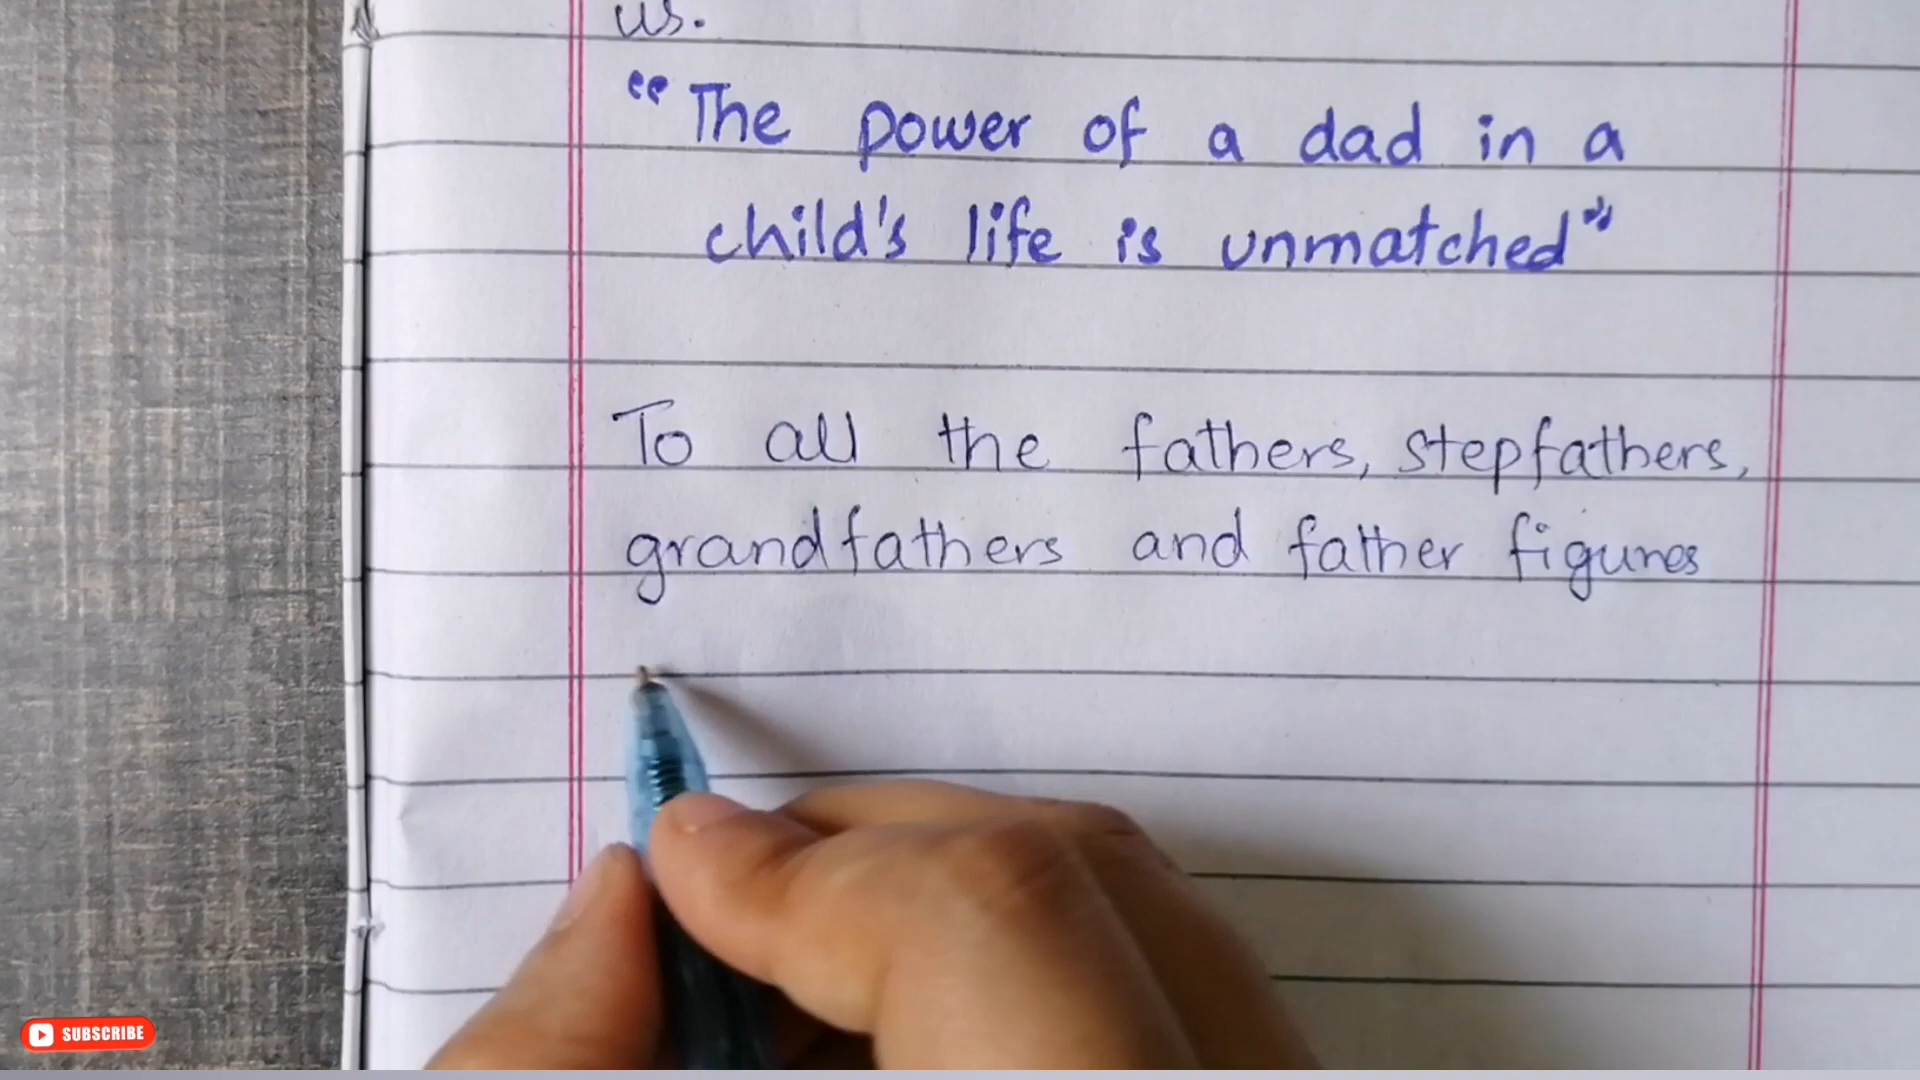 us.
"The power of a dad in a
child's life is unmatched"
To all the fathers, stepfathers,
grandfathers and father figures
SUBSCRIBE